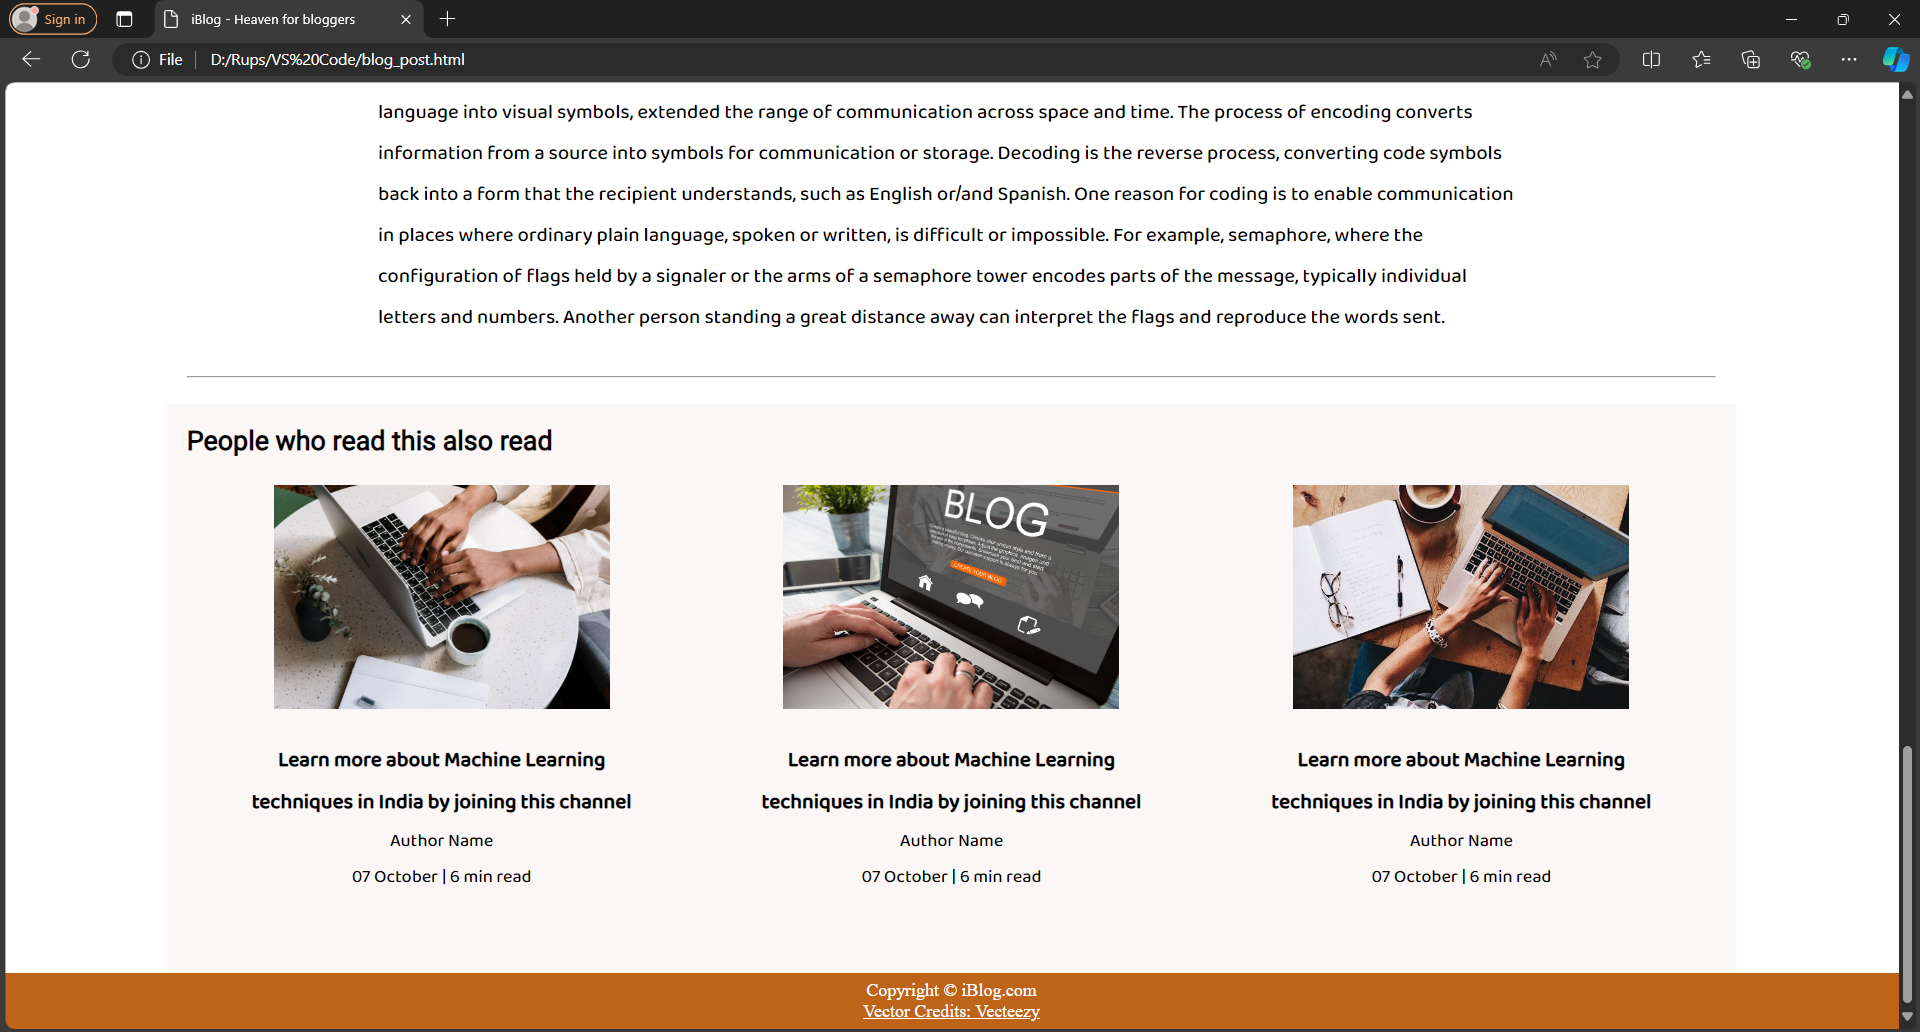 Sign in
iBlog - Heaven for bloggers
File
D:/Rups/VS%20Code/blog_post.html
language into visual symbols, extended the range of communication across space and time. The process of encoding converts
information from a source into symbols for communication or storage. Decoding is the reverse process, converting code symbols
back into a form that the recipient understands, such as English or/and Spanish. One reason for coding is to enable communication
in places where ordinary plain language, spoken or written, is difficult or impossible. For example, semaphore, where the
configuration of flags held by a signaler or the arms of a semaphore tower encodes parts of the message, typically individual
letters and numbers. Another person standing a great distance away can interpret the flags and reproduce the words sent.
People who read this also read
BLOG
CREATE YOUR BLOG
Learn more about Machine Learning
techniques in India by joining this channel
Author Name
07 October | 6 min read
Learn more about Machine Learning
techniques in India by joining this channel
Author Name
07 October | 6 min read
Learn more about Machine Learning
techniques in India by joining this channel
Author Name
07 October | 6 min read
Copyright © iBlog.com
Vector Credits: Vecteezy